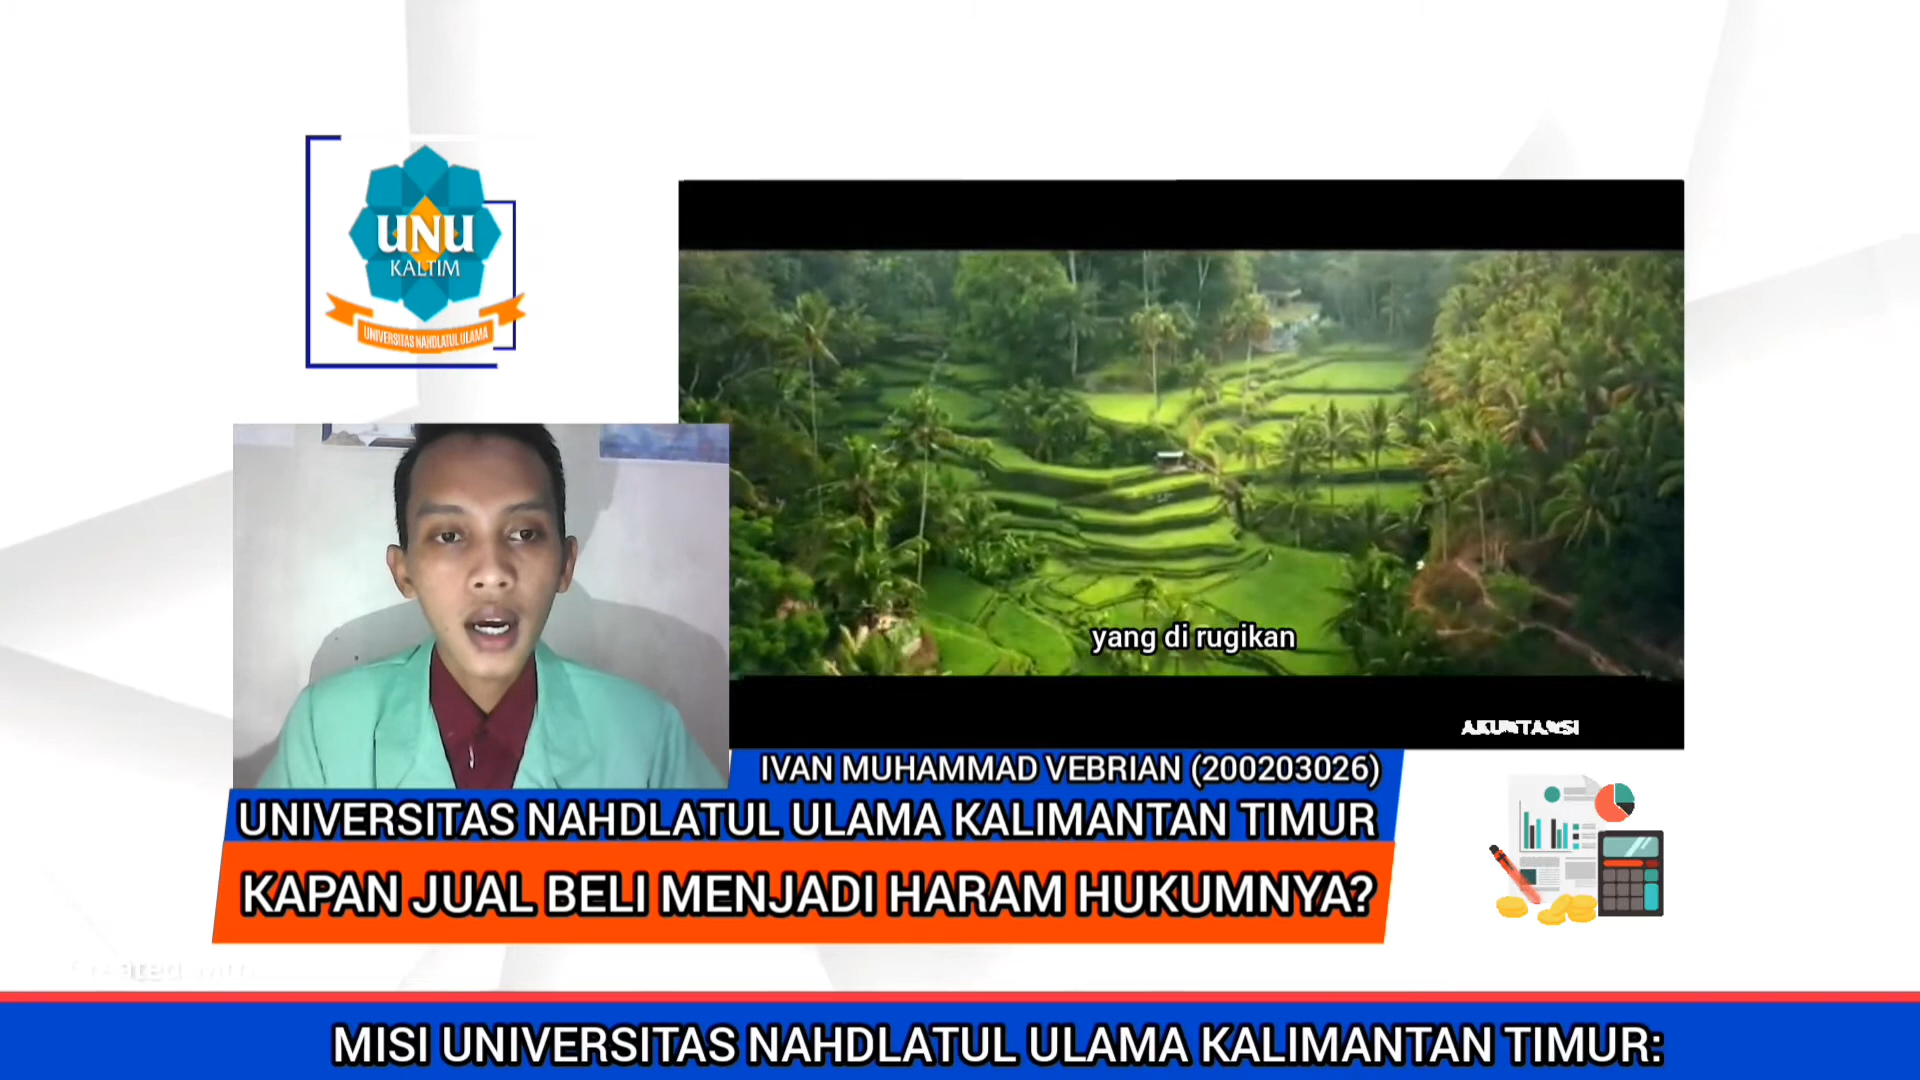 UNU
KALTIM
UNIVERSITAS NAHDLATUL ULAMA
yang di rugikan
AKUNTANSI
IVAN MUHAMMAD VEBRIAN (200203026)
UNIVERSITAS NAHDLATUL ULAMA KALIMANTAN TIMUR
KAPAN JUAL BELI MENJADI HARAM HUKUMNYA?
MISI UNIVERSITAS NAHDLATUL ULAMA KALIMANTAN TIMUR: